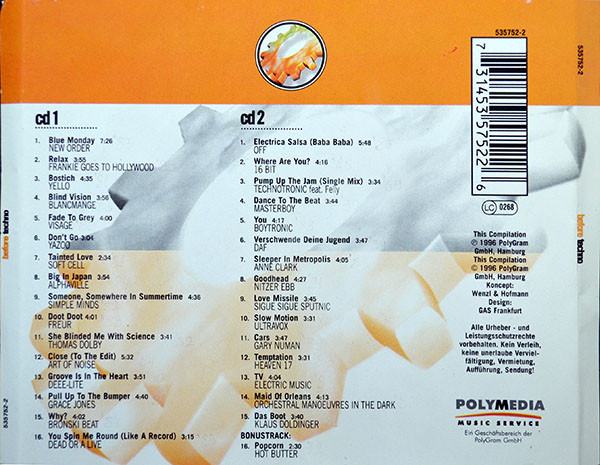 535752-2
7 31453 57522 6
LC 0268
cd 1
1. Blue Monday 7:26
NEW ORDER
2. Relax 3:55
FRANKIE GOES TO HOLLYWOOD
3. Bostich 4:35
YELLO
4. Blind Vision 3:56
BLANCMANGE
5. Fade To Grey 4:00
VISAGE
6. Don't Go 3:04
YAZOO
7. Tainted Love 2:34
SOFT CELL
8. Big In Japan 3:54
ALPHAVILLE
9. Someone, Somewhere In Summertime 4:36
SIMPLE MINDS
10. Doot Doot 4:01
FREUR
11. She Blinded Me With Science 3:41
THOMAS DOLBY
12. Close (To The Edit) 5:32
ART OF NOISE
13. Groove Is In The Heart 3:51
DEEE-LITE
14. Pull Up To The Bumper 4:40
GRACE JONES
15. Why? 4:02
BRONSKI BEAT
16. You Spin Me Round (Like A Record) 3:15
DEAD OR A LIVE
cd 2
1. Electrica Salsa (Baba Baba) 5:48
OFF
2. Where Are You? 4:16
16 BIT
3. Pump Up The Jam (Single Mix) 3:34
TECHNOTRONIC feat. Felly
4. Dance To The Beat 3:44
MASTERBOY
5. You 4:17
BOYTRONIC
6. Verschwende Deine Jugend 3:47
DAF
7. Sleeper In Metropolis 4:05
ANNE CLARK
8. Goodhead 4:27
NITZER EBB
9. Love Missile 3:45
SIGUE SIGUE SPUTNIC
10. Slow Motion 3:31
ULTRAVOX
11. Cars 3:47
GARY NUMAN
12. Temptation 3:31
HEAVEN 17
13. TV 4:04
ELECTRIC MUSIC
14. Maid Of Orleans 4:13
ORCHESTRAL MANOEUVRES IN THE DARK
15. Das Boot 3:40
KLAUS DOLDINGER
BONUSTRACK:
16. Popcorn 2:30
HOT BUTTER
This Compilation
Ⓟ 1996 PolyGram
GmbH, Hamburg
This Compilation
© 1996 PolyGram
GmbH, Hamburg
Konzept:
Wenzl & Hofmann
Design:
GAS Frankfurt
Alle Urheber - und
Leistungsschutzrechte
vorbehalten. Kein Verleih,
keine unerlaube Verviel-
fältigung, Vermietung,
Aufführung, Sendung!
POLYMEDIA
MUSIC SERVICE
Ein Geschäftsbereich der
PolyGram GmbH
before techno
535752-2
535752-2
before techno